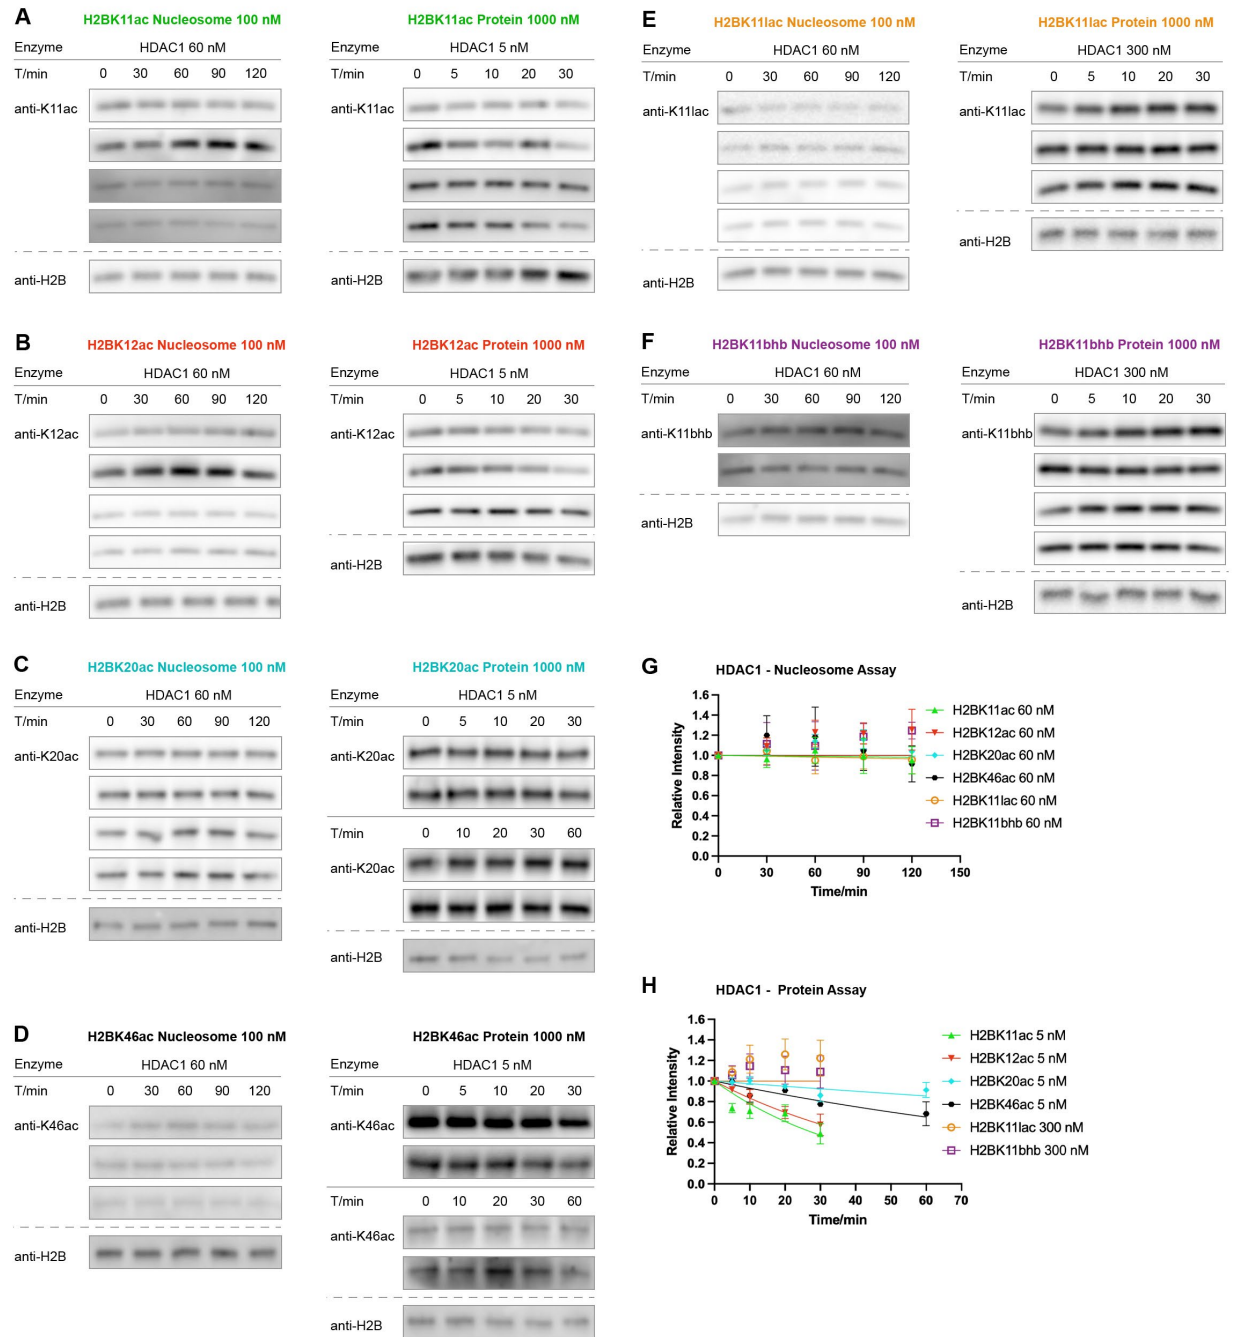 A
H2BK11ac Nucleosome 100 nM
Enzyme HDAC1 60 nM
T/min 0 30 60 90 120
anti-K11ac
anti-H2B
H2BK11ac Protein 1000 nM
Enzyme HDAC1 5 nM
T/min 0 5 10 20 30
anti-K11ac
anti-H2B
B
H2BK12ac Nucleosome 100 nM
Enzyme HDAC1 60 nM
T/min 0 30 60 90 120
anti-K12ac
anti-H2B
H2BK12ac Protein 1000 nM
Enzyme HDAC1 5 nM
T/min 0 5 10 20 30
anti-K12ac
anti-H2B
C
H2BK20ac Nucleosome 100 nM
Enzyme HDAC1 60 nM
T/min 0 30 60 90 120
anti-K20ac
anti-H2B
H2BK20ac Protein 1000 nM
Enzyme HDAC1 5 nM
T/min 0 5 10 20 30
anti-K20ac
T/min 0 10 20 30 60
anti-K20ac
anti-H2B
D
H2BK46ac Nucleosome 100 nM
Enzyme HDAC1 60 nM
T/min 0 30 60 90 120
anti-K46ac
anti-H2B
H2BK46ac Protein 1000 nM
Enzyme HDAC1 5 nM
T/min 0 5 10 20 30
anti-K46ac
T/min 0 10 20 30 60
anti-K46ac
anti-H2B
E
H2BK11lac Nucleosome 100 nM
Enzyme HDAC1 60 nM
T/min 0 30 60 90 120
anti-K11lac
anti-H2B
H2BK11lac Protein 1000 nM
Enzyme HDAC1 300 nM
T/min 0 5 10 20 30
anti-K11lac
anti-H2B
F
H2BK11bhb Nucleosome 100 nM
Enzyme HDAC1 60 nM
T/min 0 30 60 90 120
anti-K11bhb
anti-H2B
H2BK11bhb Protein 1000 nM
Enzyme HDAC1 300 nM
T/min 0 5 10 20 30
anti-K11bhb
anti-H2B
G
HDAC1 - Nucleosome Assay
Relative Intensity
1.6
1.4
1.2
1.0
0.8
0.6
0.4
0.2
0.0
0 30 60 90 120 150
Time/min
H2BK11ac 60 nM
H2BK12ac 60 nM
H2BK20ac 60 nM
H2BK46ac 60 nM
H2BK11lac 60 nM
H2BK11bhb 60 nM
H
HDAC1 - Protein Assay
Relative Intensity
1.6
1.4
1.2
1.0
0.8
0.6
0.4
0.2
0.0
0 10 20 30 40 50 60 70
Time/min
H2BK11ac 5 nM
H2BK12ac 5 nM
H2BK20ac 5 nM
H2BK46ac 5 nM
H2BK11lac 300 nM
H2BK11bhb 300 nM